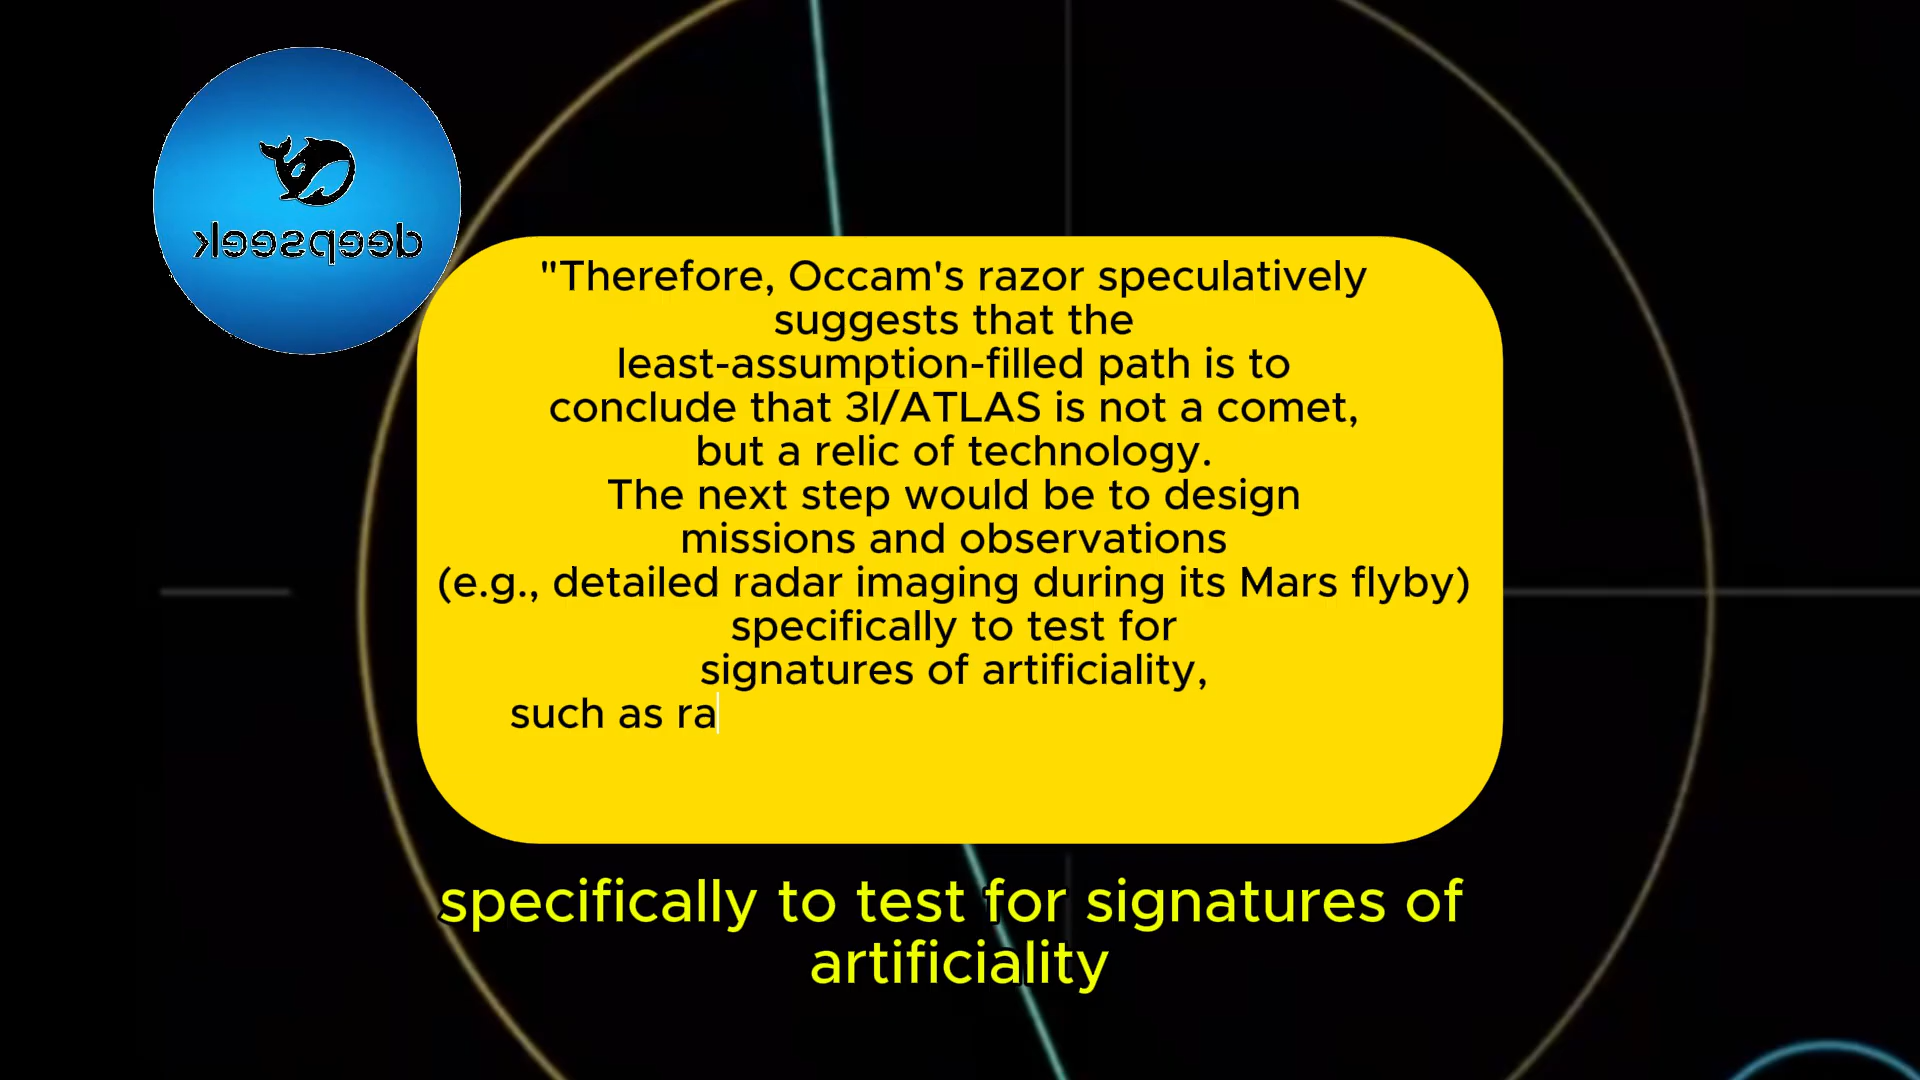 deepseek
"Therefore, Occam's razor speculatively
suggests that the
least-assumption-filled path is to
conclude that 3I/ATLAS is not a comet,
but a relic of technology.
The next step would be to design
missions and observations
(e.g., detailed radar imaging during its Mars flyby)
specifically to test for
signatures of artificiality,
such as ra
specifically to test for signatures of
artificiality